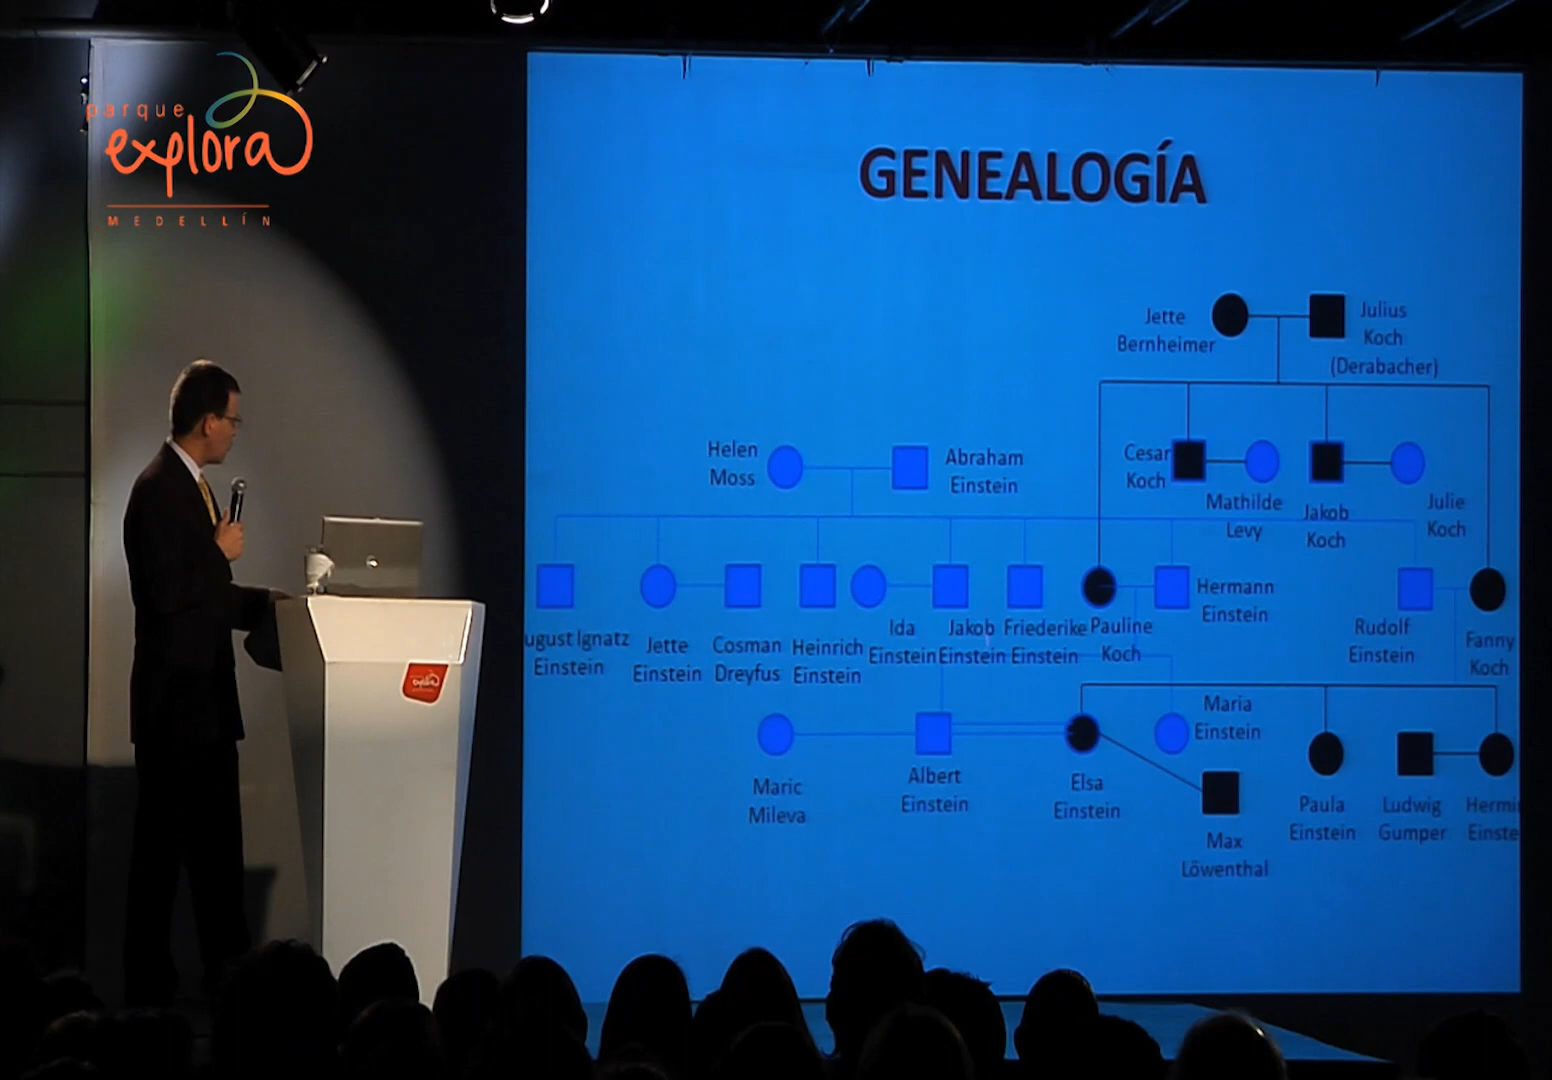 parque
explora
MEDELLÍN
GENEALOGÍA
Jette
Bernheimer
Julius
Koch
(Derabacher)
Helen
Moss
Abraham
Einstein
Cesar
Koch
Mathilde
Levy
Jakob
Koch
Julie
Koch
ugust Ignatz
Einstein
Jette
Einstein
Cosman
Dreyfus
Heinrich
Einstein
Ida
Einstein
Jakob
Einstein
Friederike
Einstein
Pauline
Koch
Hermann
Einstein
Rudolf
Einstein
Fanny
Koch
Maric
Mileva
Albert
Einstein
Elsa
Einstein
Maria
Einstein
Max
Löwenthal
Paula
Einstein
Ludwig
Gumper
Hermi
Einste
explora